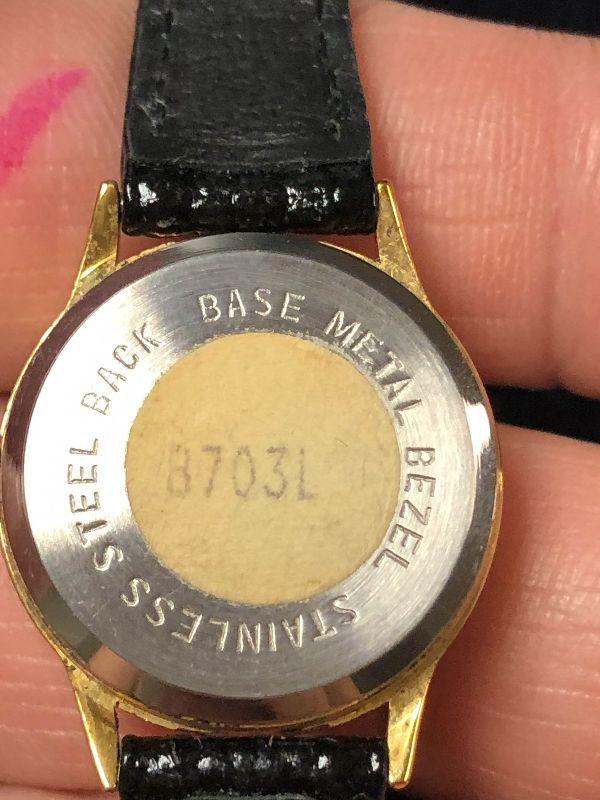 BASE METAL BEZEL
STAINLESS STEEL BACK
8703L